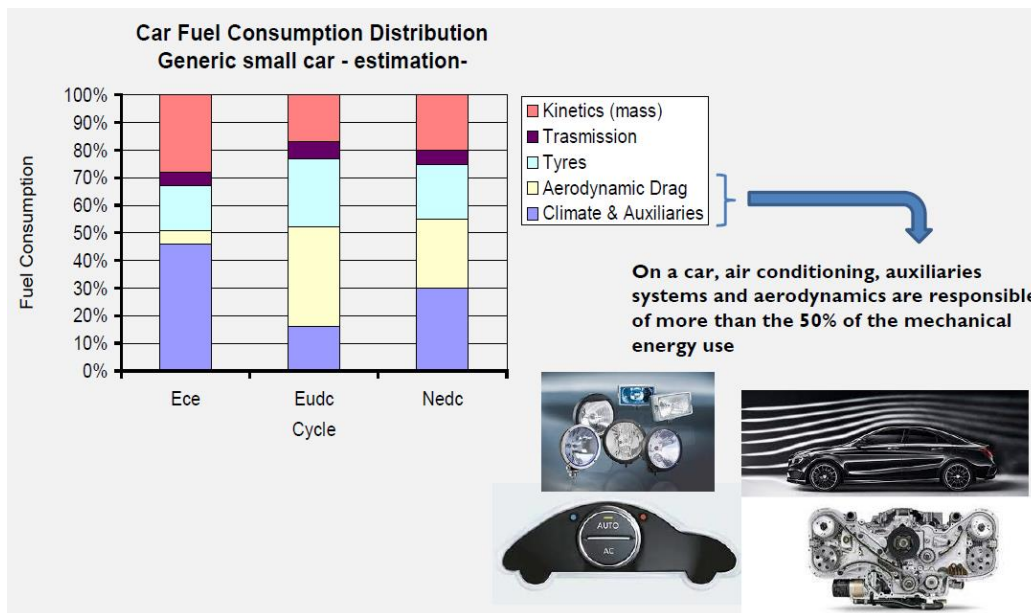 Car Fuel Consumption Distribution
Generic small car - estimation-
100%
90%
80%
70%
60%
50%
40%
30%
20%
10%
0%
Fuel Consumption
Ece
Eudc
Nedc
Cycle
Kinetics (mass)
Trasmission
Tyres
Aerodynamic Drag
Climate & Auxiliaries
On a car, air conditioning, auxiliaries
systems and aerodynamics are responsible
of more than the 50% of the mechanical
energy use
AUTO
AC